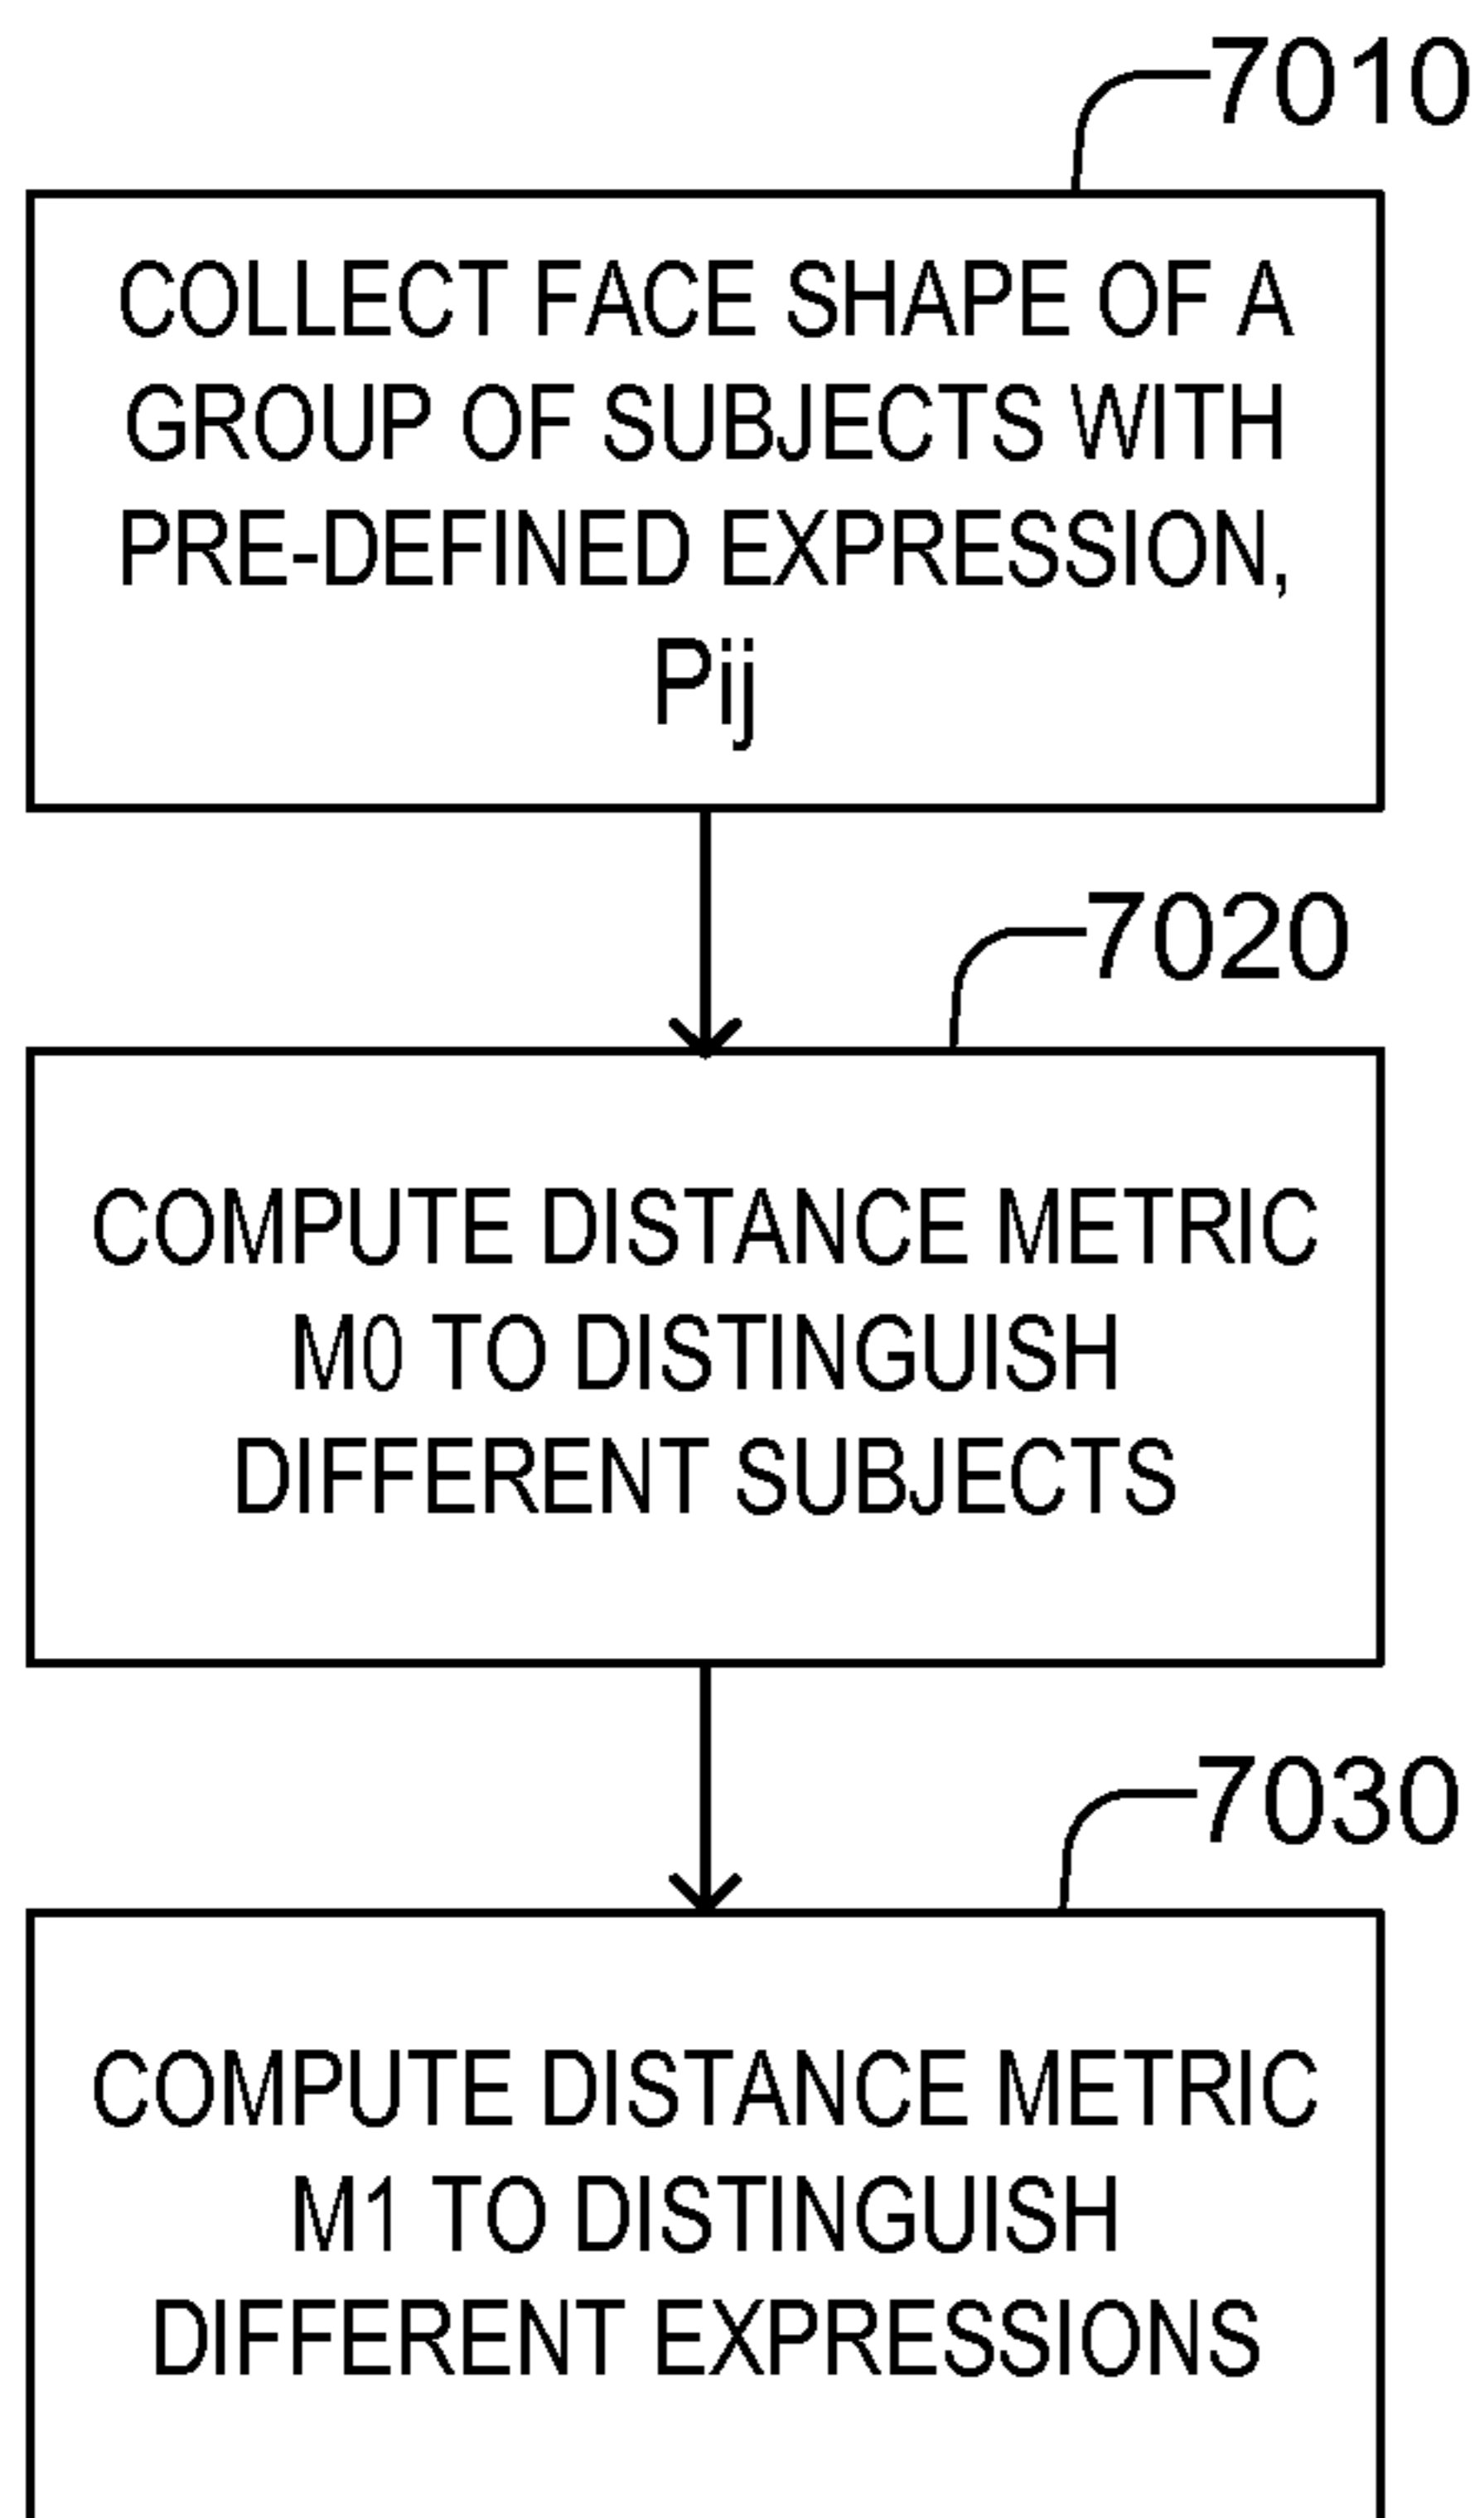 7010
COLLECT FACE SHAPE OF A
GROUP OF SUBJECTS WITH
PRE-DEFINED EXPRESSION,
Pij
7020
COMPUTE DISTANCE METRIC
M0 TO DISTINGUISH
DIFFERENT SUBJECTS
7030
COMPUTE DISTANCE METRIC
M1 TO DISTINGUISH
DIFFERENT EXPRESSIONS